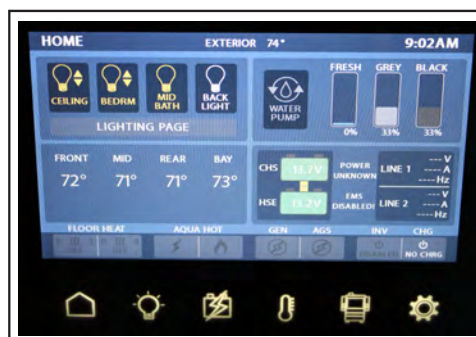 HOME EXTERIOR 74° 9:02AM
CEILING BEDRM MID BATH BACK LIGHT
LIGHTING PAGE
WATER PUMP
FRESH GREY BLACK
0% 33% 33%
FRONT MID REAR BAY
72° 71° 71° 73°
CHS 13.7V POWER UNKNOWN LINE 1 --- V
---- A
---- Hz
HSE 13.2V EMS DISABLED! LINE 2 --- V
---- A
---- Hz
FLOOR HEAT AQUA HOT GEN AGS INV CHG
NO CHRG